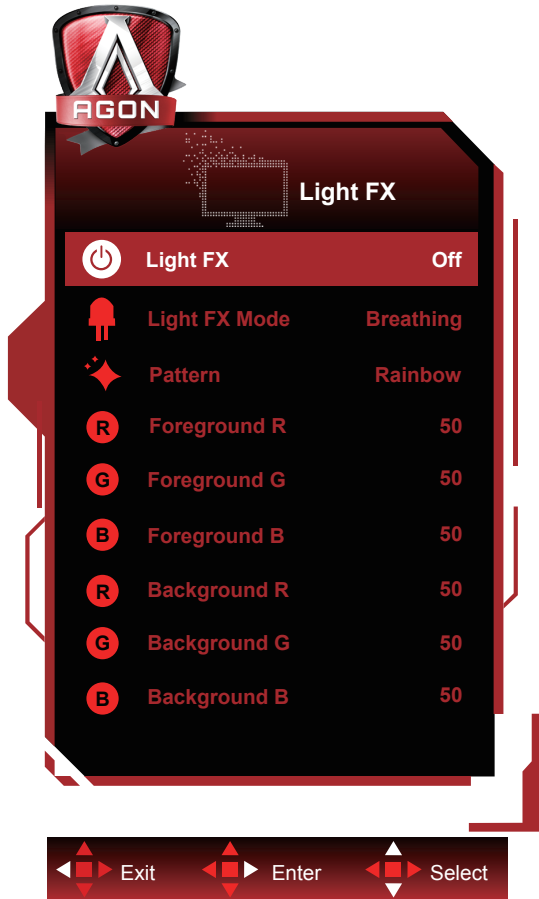 AGON
Light FX
Light FX Off
Light FX Mode Breathing
Pattern Rainbow
R Foreground R 50
G Foreground G 50
B Foreground B 50
R Background R 50
G Background G 50
B Background B 50
Exit Enter Select